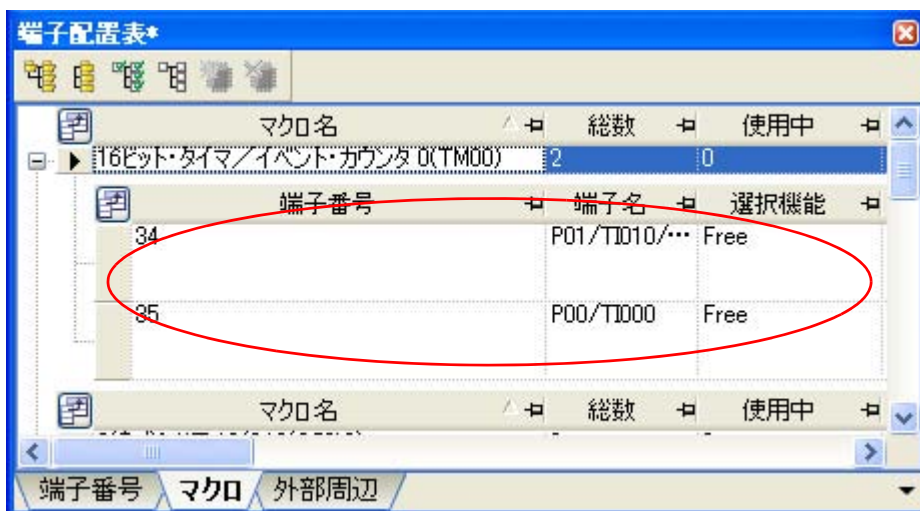 端子配置表*
マクロ名 総数 使用中
16ビット・タイマ／イベント・カウンタ 0(TM00) 2 0
端子番号 端子名 選択機能
34 P01/TI010/… Free
35 P00/TI000 Free
マクロ名 総数 使用中
端子番号 マクロ 外部周辺